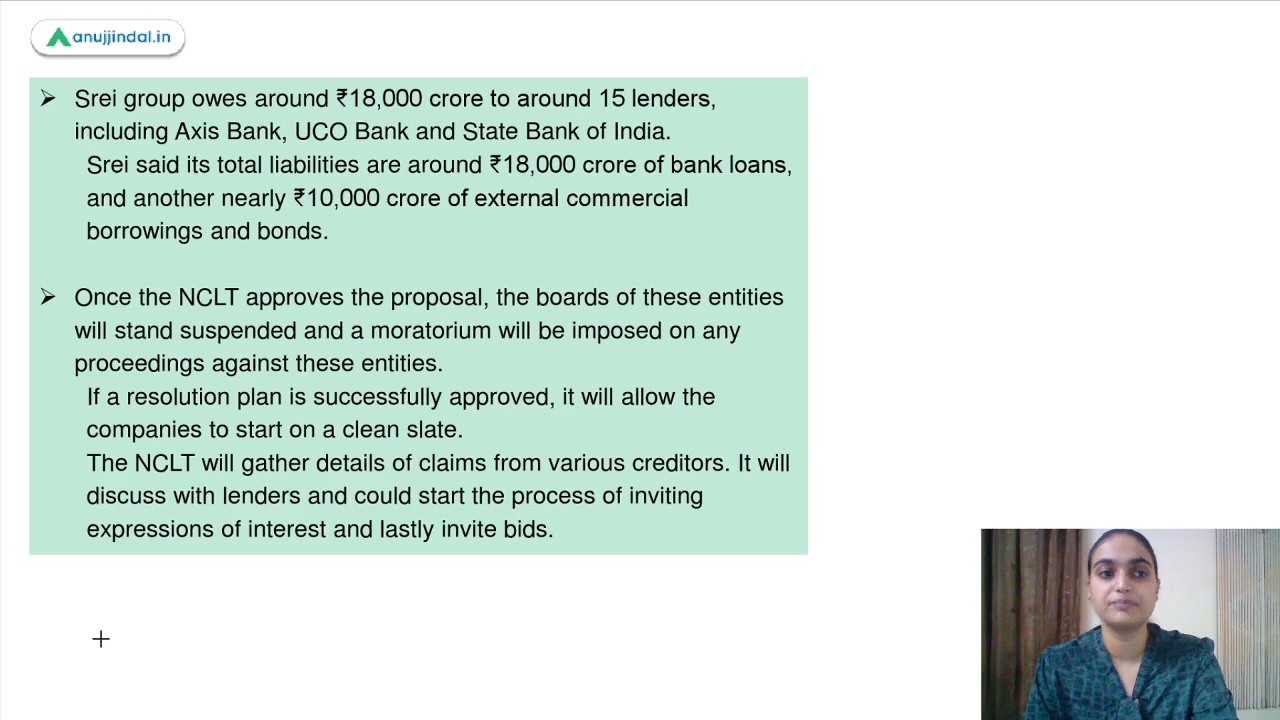 anujjindal.in
➢ Srei group owes around ₹18,000 crore to around 15 lenders,
including Axis Bank, UCO Bank and State Bank of India.
Srei said its total liabilities are around ₹18,000 crore of bank loans,
and another nearly ₹10,000 crore of external commercial
borrowings and bonds.
➢ Once the NCLT approves the proposal, the boards of these entities
will stand suspended and a moratorium will be imposed on any
proceedings against these entities.
If a resolution plan is successfully approved, it will allow the
companies to start on a clean slate.
The NCLT will gather details of claims from various creditors. It will
discuss with lenders and could start the process of inviting
expressions of interest and lastly invite bids.